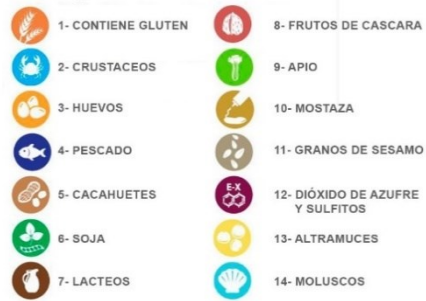 1- CONTIENE GLUTEN
2- CRUSTACEOS
3- HUEVOS
4- PESCADO
5- CACAHUETES
6- SOJA
7- LACTEOS
8- FRUTOS DE CASCARA
9- APIO
10- MOSTAZA
11- GRANOS DE SESAMO
E-X
12- DIÓXIDO DE AZUFRE
Y SULFITOS
13- ALTRAMUCES
14- MOLUSCOS